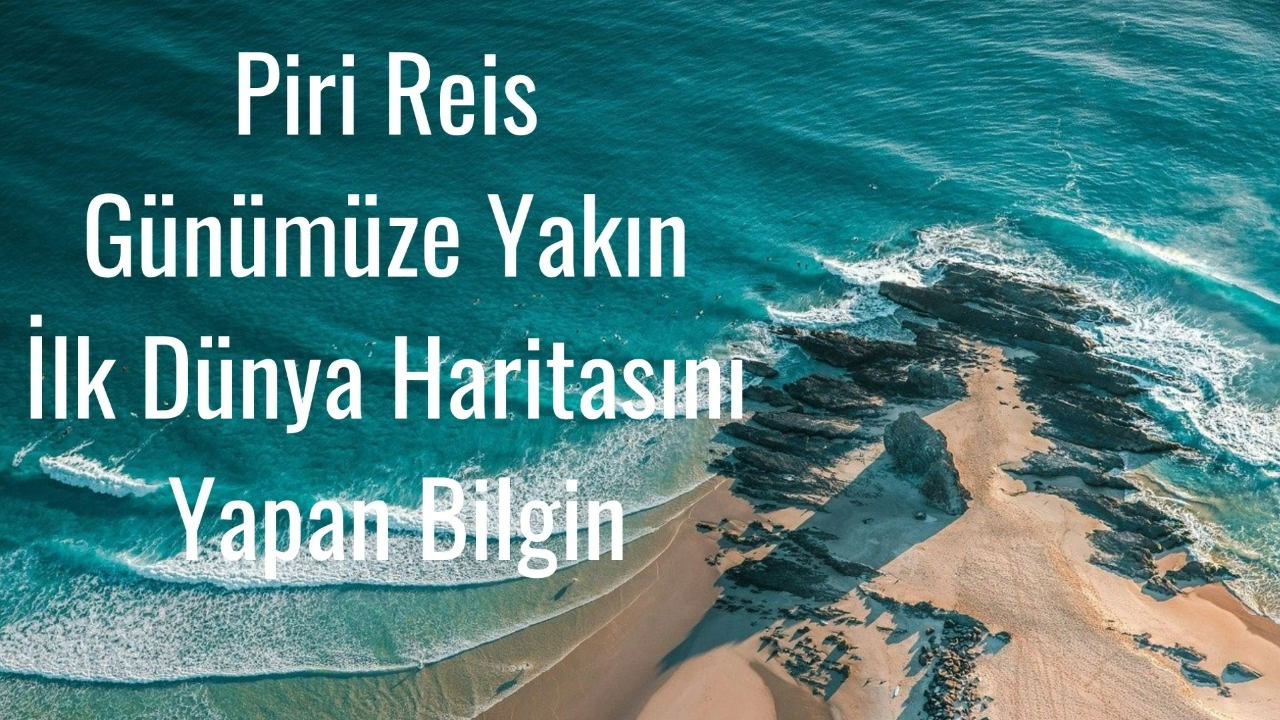 Piri Reis
Günümüze Yakın
İlk Dünya Haritasını
Yapan Bilgin